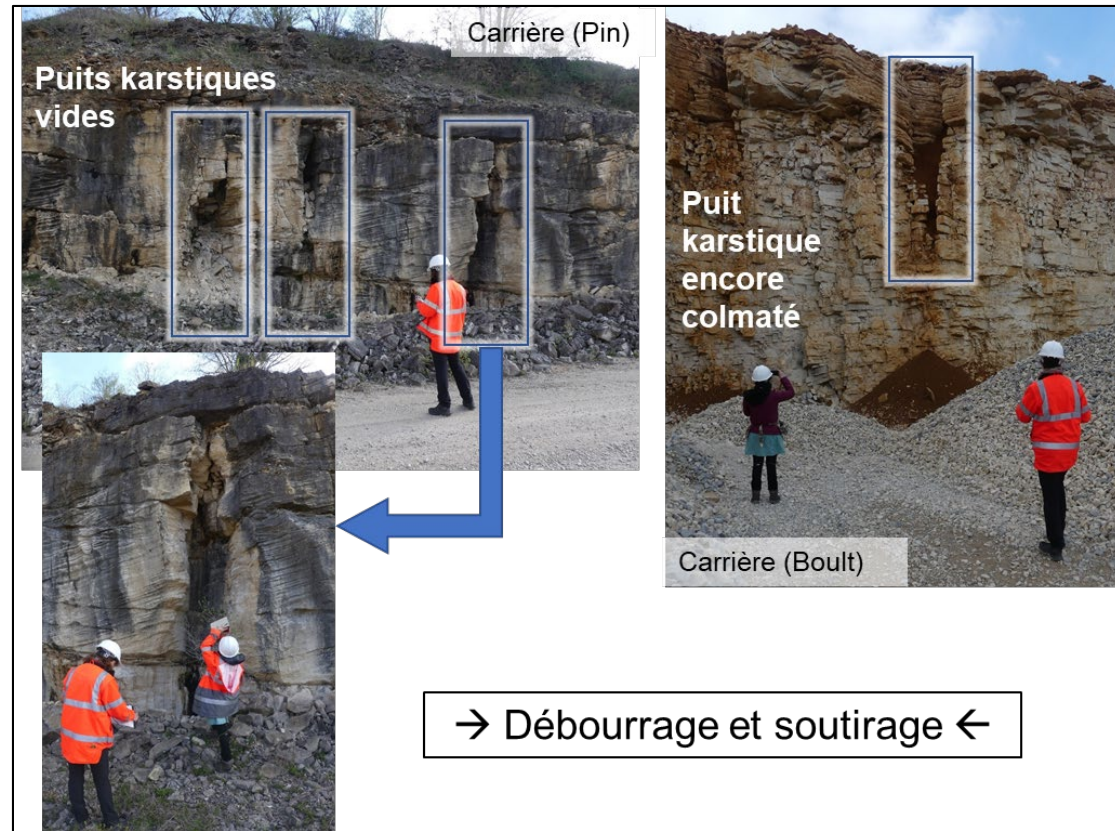 Carrière (Pin)
Puits karstiques
vides
Puit
karstique
encore
colmaté
Carrière (Boult)
→ Débourrage et soutirage ←